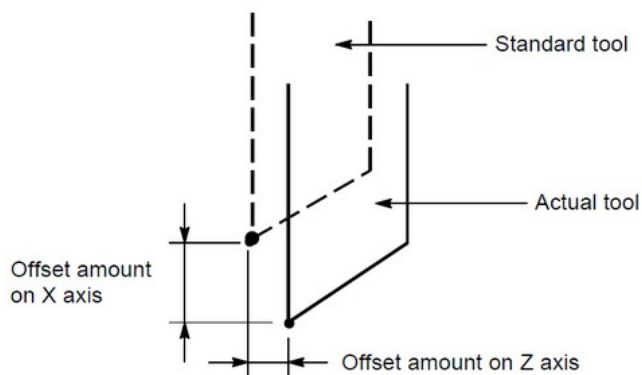 Standard tool
Actual tool
Offset amount
on X axis
Offset amount on Z axis